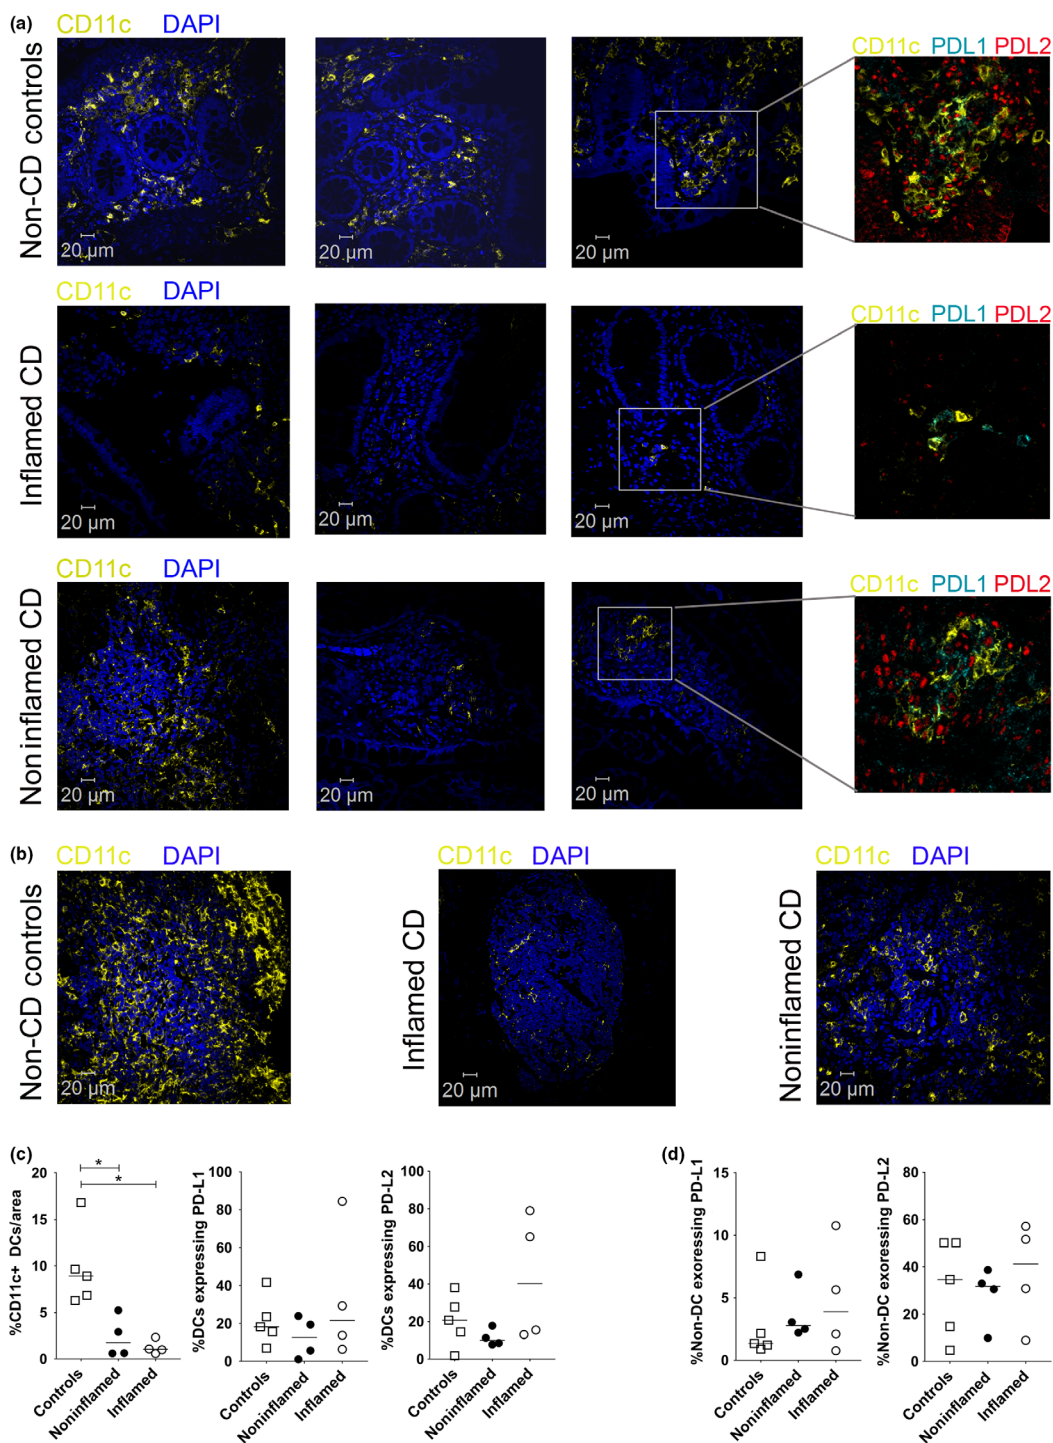 (a)
CD11c DAPI
CD11c PDL1 PDL2
Non-CD controls
20 µm
20 µm
20 µm
CD11c DAPI
CD11c PDL1 PDL2
Inflamed CD
20 µm
20 µm
20 µm
CD11c DAPI
CD11c PDL1 PDL2
Noninflamed CD
20 µm
20 µm
20 µm
(b)
CD11c DAPI
CD11c DAPI
CD11c DAPI
Non-CD controls
Inflamed CD
Noninflamed CD
20 µm
20 µm
20 µm
(c)
%CD11c+ DCs/area
20
15
10
5
0
* 
*
Controls
Noninflamed
Inflamed
%DCs expressing PD-L1
100
80
60
40
20
0
Controls
Noninflamed
Inflamed
%DCs expressing PD-L2
100
80
60
40
20
0
Controls
Noninflamed
Inflamed
(d)
%Non-DC exoressing PD-L1
15
10
5
0
Controls
Noninflamed
Inflamed
%Non-DC exoressing PD-L2
80
60
40
20
0
Controls
Noninflamed
Inflamed